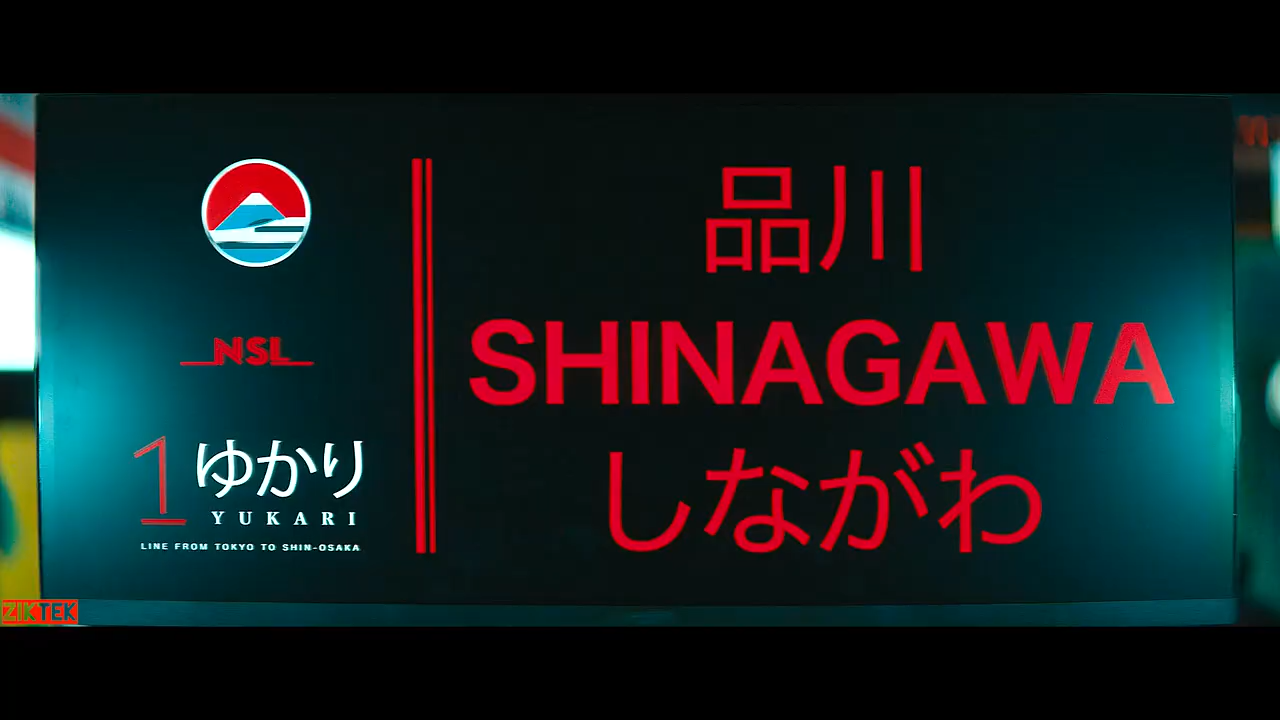 NSL
1 ゆかり
YUKARI
LINE FROM TOKYO TO SHIN-OSAKA
品川
SHINAGAWA
しながわ
ZIKTEK